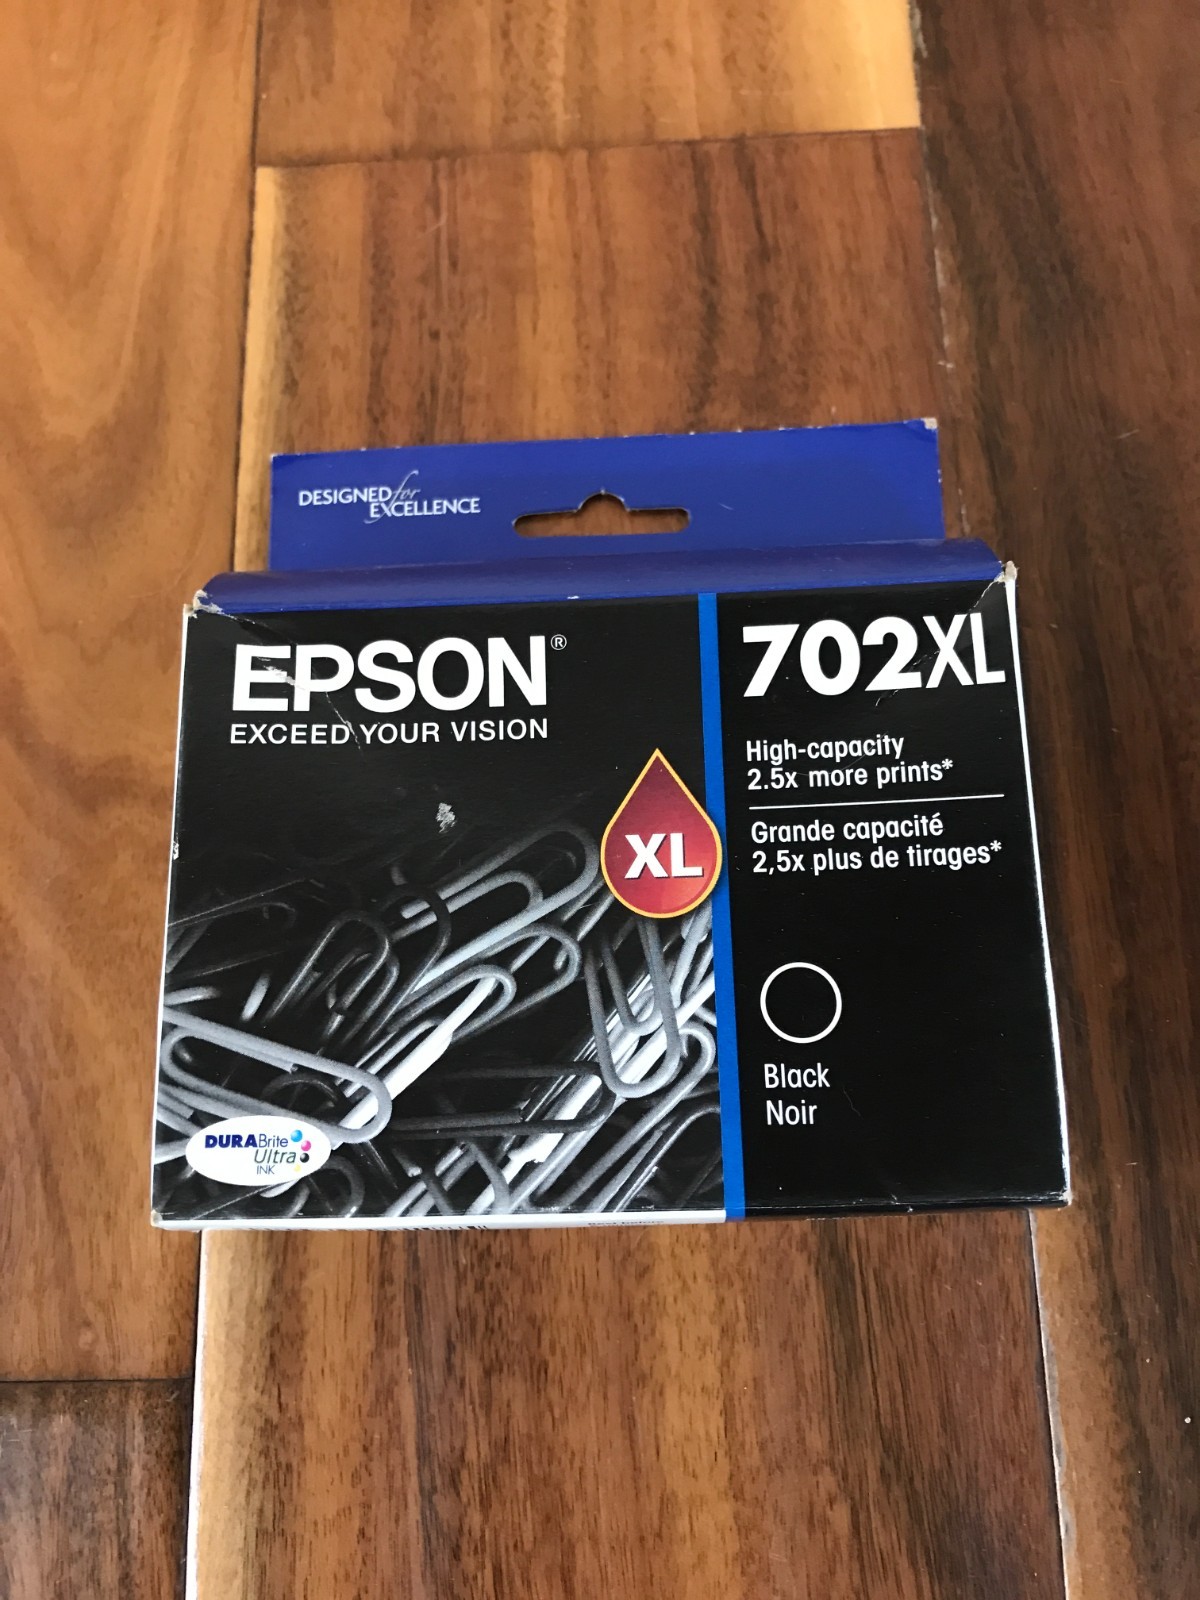 DESIGNED for
EXCELLENCE
EPSON®
EXCEED YOUR VISION
702XL
High-capacity
2.5x more prints*
Grande capacité
2,5x plus de tirages*
XL
Black
Noir
DURABrite
Ultra
INK